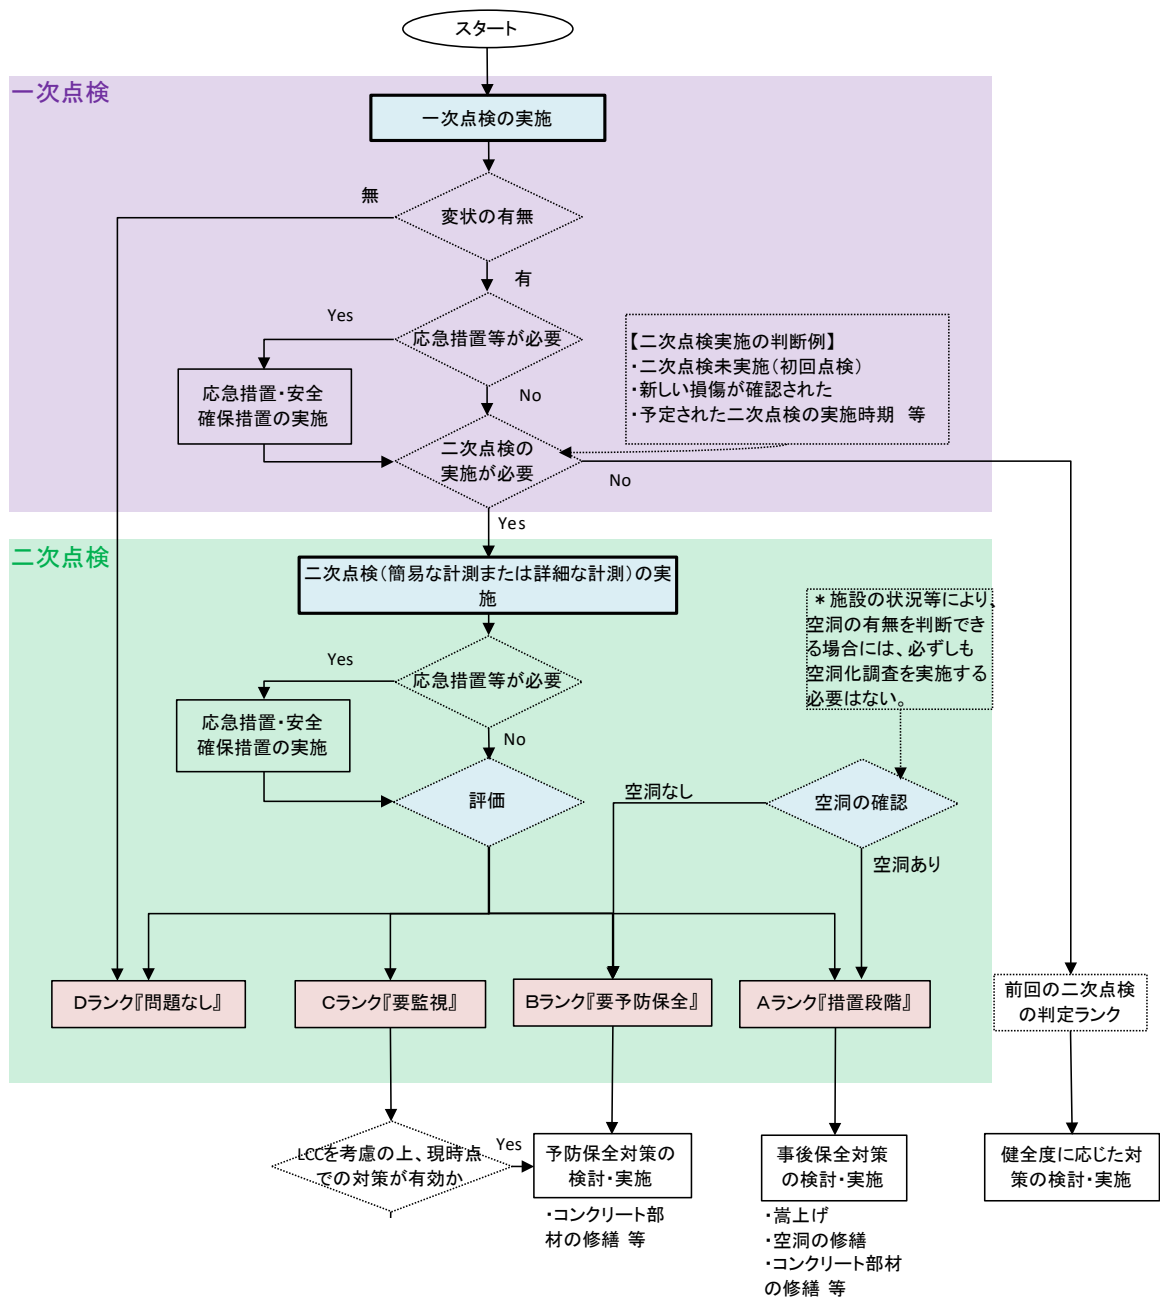 スタート
一次点検
一次点検の実施
無
変状の有無
有
Yes
応急措置等が必要
【二次点検実施の判断例】
・二次点検未実施（初回点検）
・新しい損傷が確認された
・予定された二次点検の実施時期　等
応急措置・安全
確保措置の実施
No
二次点検の
実施が必要
No
Yes
二次点検
二次点検（簡易な計測または詳細な計測）の実
施
＊施設の状況等により、
空洞の有無を判断でき
る場合には、必ずしも
空洞化調査を実施する
必要はない。
Yes
応急措置等が必要
応急措置・安全
確保措置の実施
No
評価
空洞なし
空洞の確認
空洞あり
Dランク『問題なし』
Cランク『要監視』
Bランク『要予防保全』
Aランク『措置段階』
前回の二次点検
の判定ランク
LCCを考慮の上、現時点
での対策が有効か
Yes
予防保全対策の
検討・実施
・コンクリート部
材の修繕 等
事後保全対策
の検討・実施
・嵩上げ
・空洞の修繕
・コンクリート部材
の修繕 等
健全度に応じた対
策の検討・実施